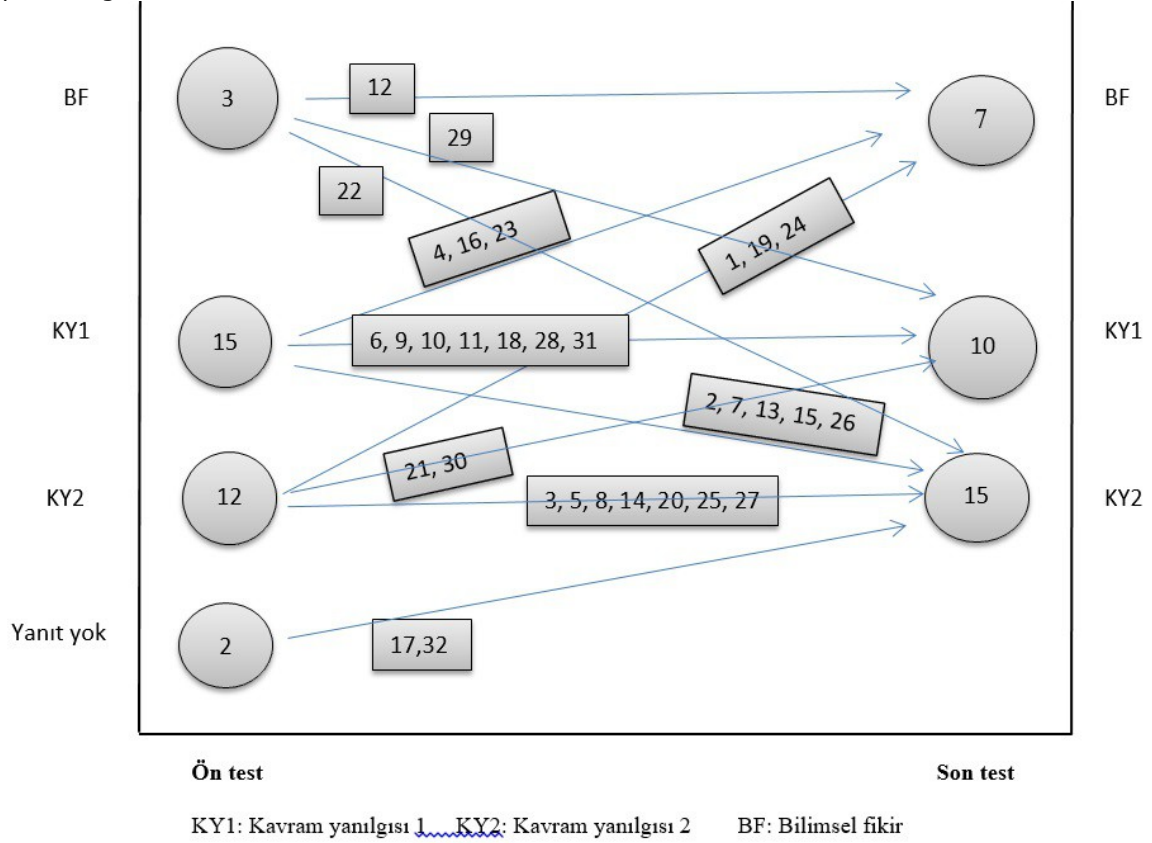 BF 3 12 7 BF
29
22
4, 16, 23 1, 19, 24
KY1 15 6, 9, 10, 11, 18, 28, 31 10 KY1
2, 7, 13, 15, 26
21, 30
KY2 12 3, 5, 8, 14, 20, 25, 27 15 KY2
Yanıt yok 2 17,32
Ön test Son test
KY1: Kavram yanılgısı 1 KY2: Kavram yanılgısı 2 BF: Bilimsel fikir